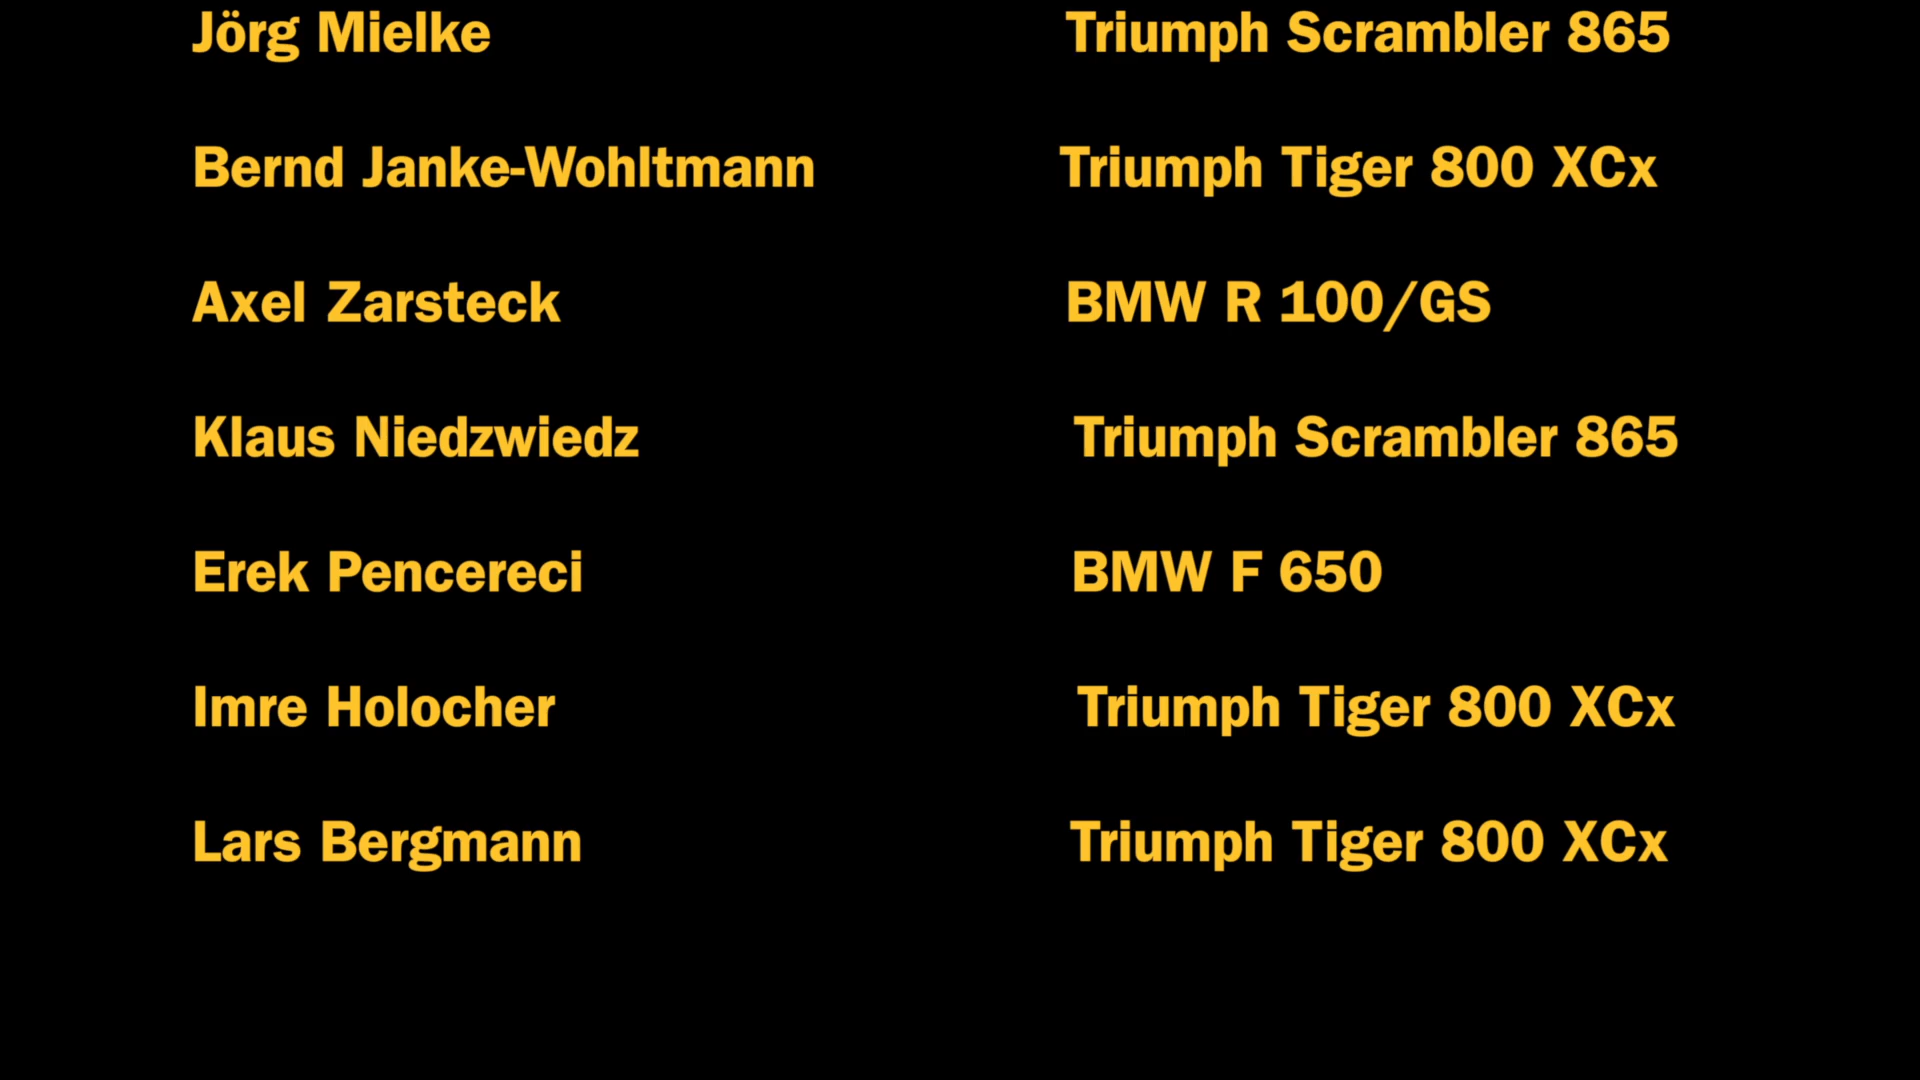 Jörg Mielke Triumph Scrambler 865
Bernd Janke-Wohltmann Triumph Tiger 800 XCx
Axel Zarsteck BMW R 100/GS
Klaus Niedzwiedz Triumph Scrambler 865
Erek Pencereci BMW F 650
Imre Holocher Triumph Tiger 800 XCx
Lars Bergmann Triumph Tiger 800 XCx